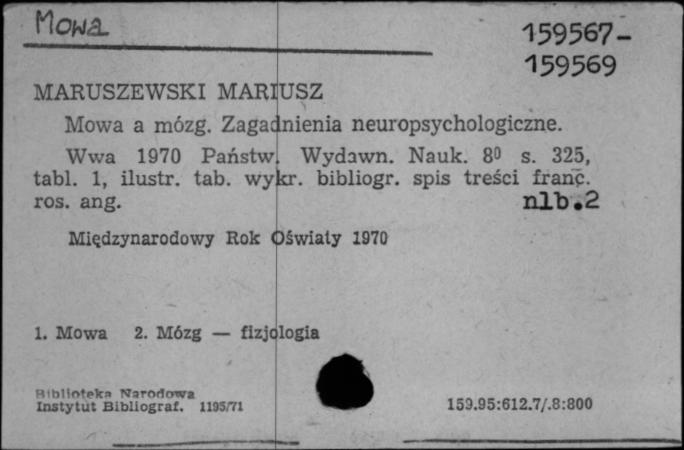 Mowa
159567-
159569
MARUSZEWSKI MARIUSZ
Mowa a mózg. Zagadnienia neuropsychologiczne.
Wwa 1970 Państw. Wydawn. Nauk. 8⁰ s. 325,
tabl. 1, ilustr. tab. wykr. bibliogr. spis treści franc.
ros. ang.
nlb.2
Międzynarodowy Rok Oświaty 1970
1. Mowa 2. Mózg — fizjologia
Biblioteka Narodowa
Instytut Bibliograf. 1195/71
159.95:612.7/.8:800